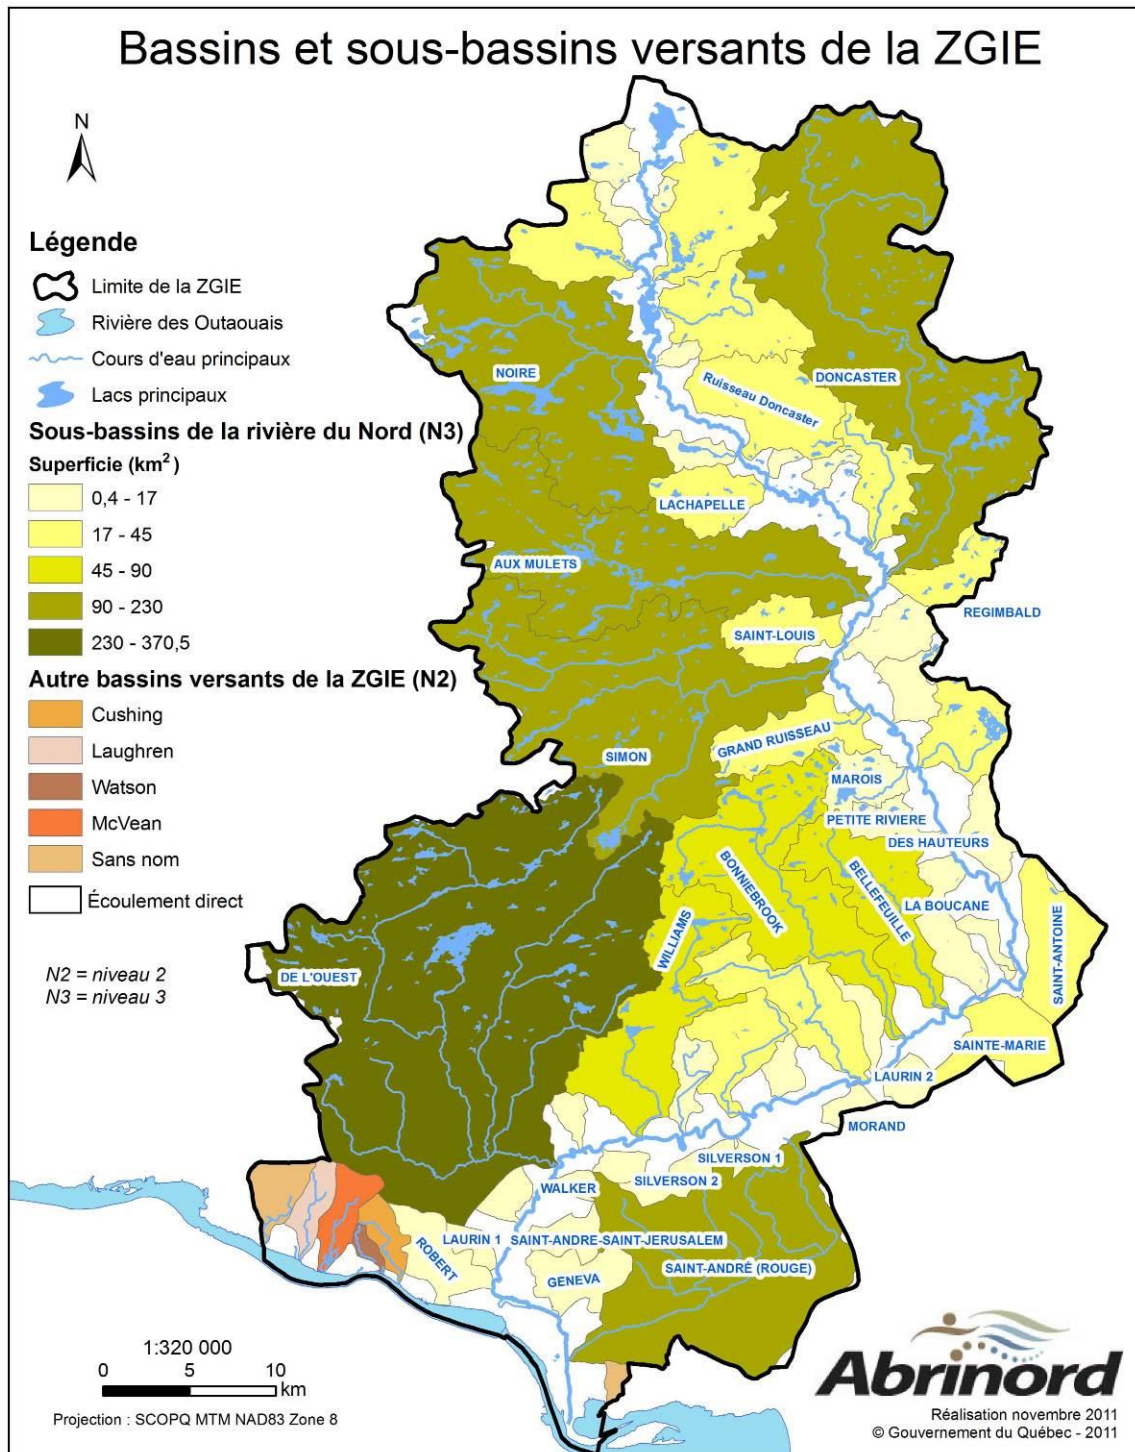 Bassins et sous-bassins versants de la ZGIE
N
Légende
Limite de la ZGIE
Rivière des Outaouais
Cours d'eau principaux
Lacs principaux
Sous-bassins de la rivière du Nord (N3)
Superficie (km²)
0,4 - 17
17 - 45
45 - 90
90 - 230
230 - 370,5
Autre bassins versants de la ZGIE (N2)
Cushing
Laughren
Watson
McVean
Sans nom
Écoulement direct
N2 = niveau 2
N3 = niveau 3
NOIRE
DONCASTER
Ruisseau Doncaster
LACHAPELLE
AUX MULETS
REGIMBALD
SAINT-LOUIS
GRAND RUISSEAU
SIMON
MAROIS
PETITE RIVIERE
DES HAUTEURS
BONNIEBROOK
BELLEFEUILLE
LA BOUCANE
SAINT-ANTOINE
WILLIAMS
DE L'OUEST
SAINTE-MARIE
LAURIN 2
MORAND
SILVERSON 1
SILVERSON 2
WALKER
LAURIN 1
SAINT-ANDRE-SAINT-JERUSALEM
ROBERT
GENEVA
SAINT-ANDRÉ (ROUGE)
1:320 000
0 5 10
km
Projection : SCOPQ MTM NAD83 Zone 8
Abrinord
Réalisation novembre 2011
© Gouvernement du Québec - 2011